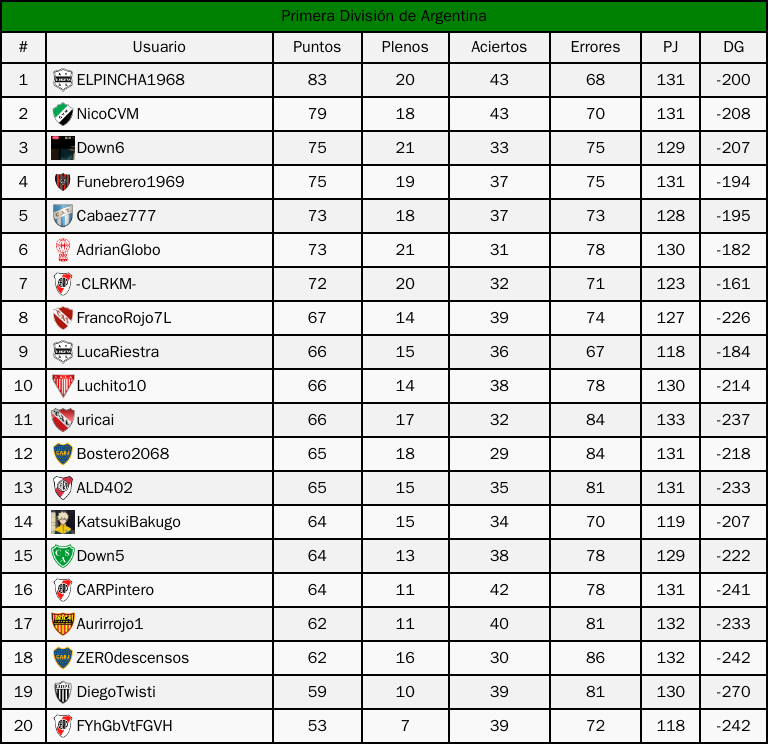 Primera División de Argentina
# Usuario Puntos Plenos Aciertos Errores PJ DG
1 ELPINCHA1968 83 20 43 68 131 -200
2 NicoCVM 79 18 43 70 131 -208
3 Down6 75 21 33 75 129 -207
4 Funebrero1969 75 19 37 75 131 -194
5 Cabaez777 73 18 37 73 128 -195
6 AdrianGlobo 73 21 31 78 130 -182
7 -CLRKM- 72 20 32 71 123 -161
8 FrancoRojo7L 67 14 39 74 127 -226
9 LucaRiestra 66 15 36 67 118 -184
10 Luchito10 66 14 38 78 130 -214
11 uricai 66 17 32 84 133 -237
12 Bostero2068 65 18 29 84 131 -218
13 ALD402 65 15 35 81 131 -233
14 KatsukiBakugo 64 15 34 70 119 -207
15 Down5 64 13 38 78 129 -222
16 CARPintero 64 11 42 78 131 -241
17 Aurirrojo1 62 11 40 81 132 -233
18 ZER0descensos 62 16 30 86 132 -242
19 DiegoTwisti 59 10 39 81 130 -270
20 FYhGbVtFGVH 53 7 39 72 118 -242